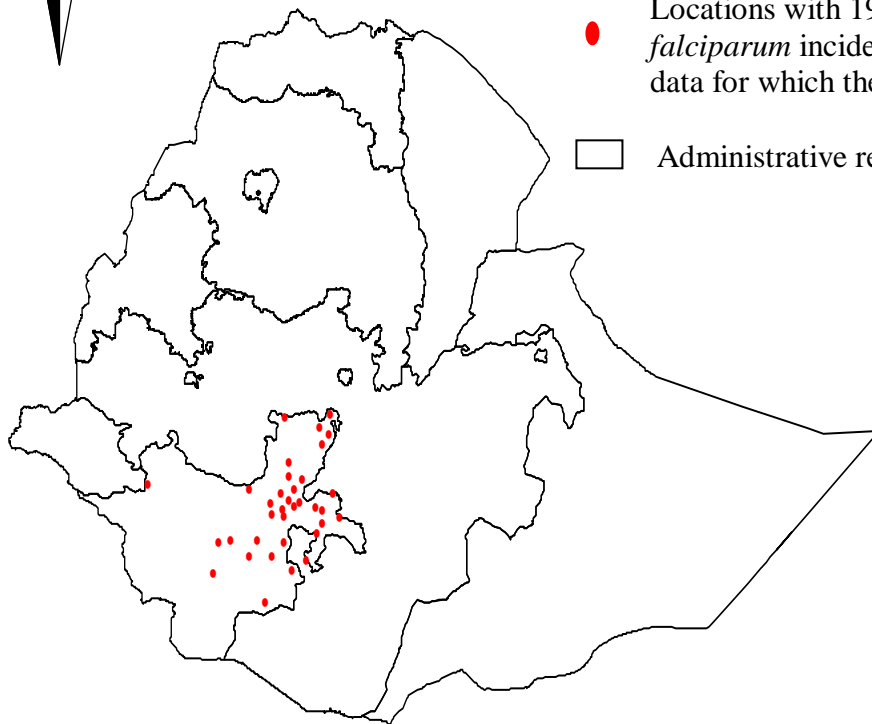 Locations with 19
falciparum incide
data for which the
Administrative re